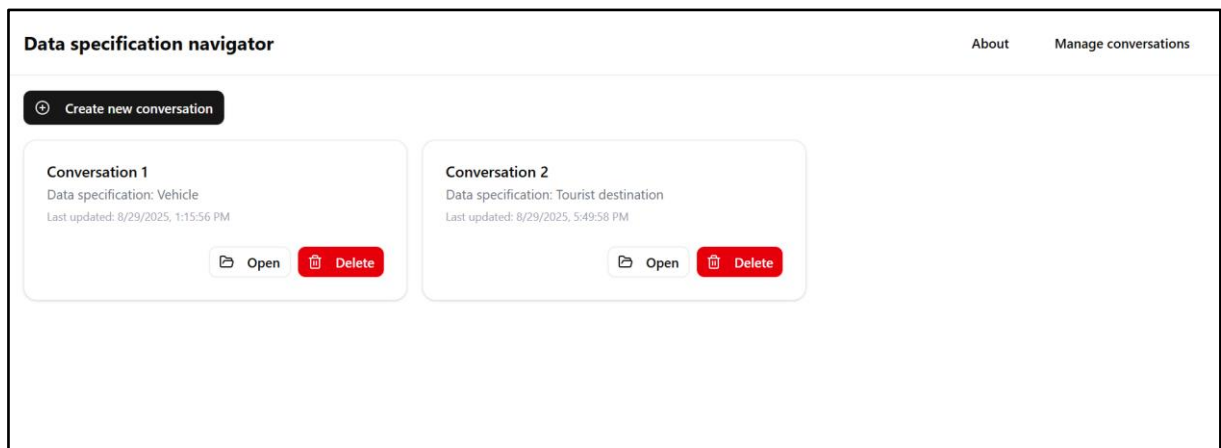 Data specification navigator
About
Manage conversations
Create new conversation
Conversation 1
Data specification: Vehicle
Last updated: 8/29/2025, 1:15:56 PM
Open
Delete
Conversation 2
Data specification: Tourist destination
Last updated: 8/29/2025, 5:49:58 PM
Open
Delete